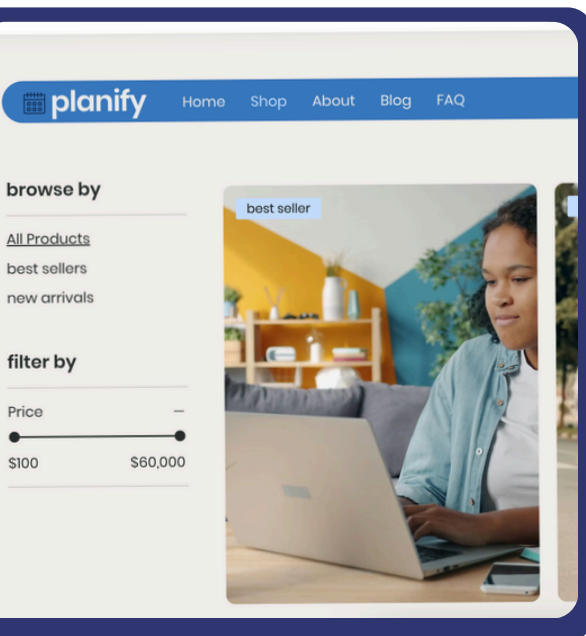 planify
Home Shop About Blog FAQ
browse by
All Products
best sellers
new arrivals
filter by
Price
$100 $60,000
best seller